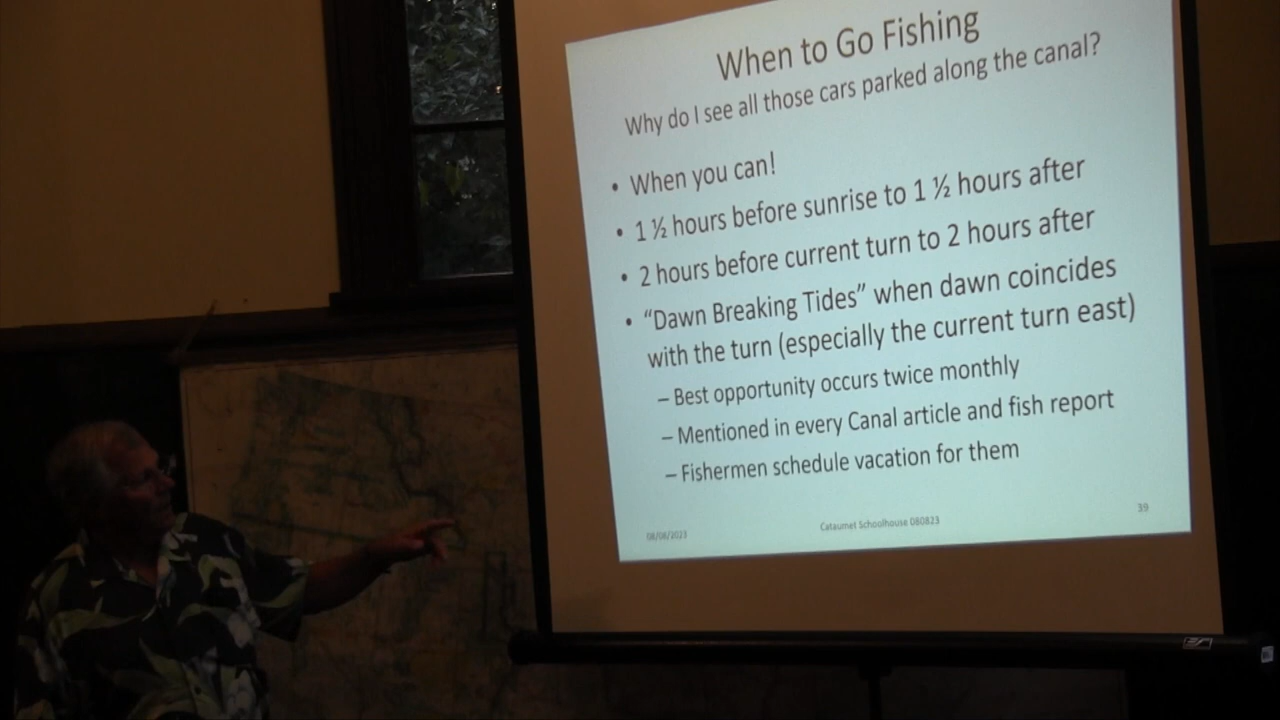 When to Go Fishing
Why do I see all those cars parked along the canal?
• When you can!
• 1 ½ hours before sunrise to 1 ½ hours after
• 2 hours before current turn to 2 hours after
• “Dawn Breaking Tides” when dawn coincides
with the turn (especially the current turn east)
– Best opportunity occurs twice monthly
– Mentioned in every Canal article and fish report
– Fishermen schedule vacation for them
08/08/2023
Cataumet Schoolhouse 080823
39